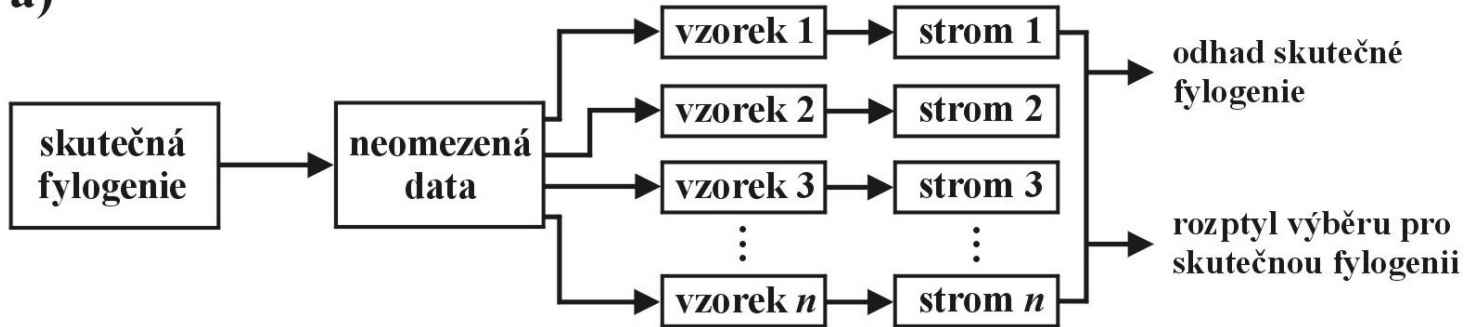 a)
skutečná
fylogenie
neomezená
data
vzorek 1
strom 1
vzorek 2
strom 2
vzorek 3
strom 3
vzorek n
strom n
odhad skutečné
fylogenie
rozptyl výběru pro
skutečnou fylogenii